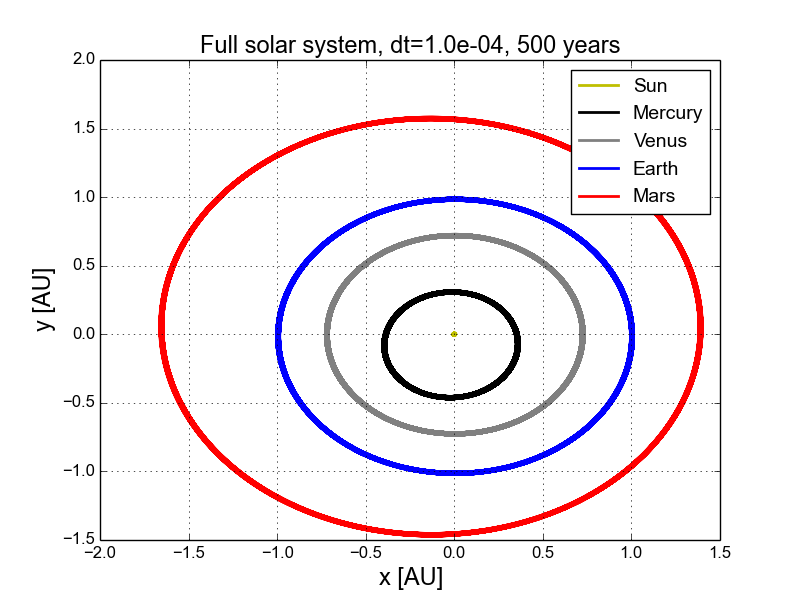 Full solar system, dt=1.0e-04, 500 years
2.0
1.5
1.0
0.5
0.0
−0.5
−1.0
−1.5
y [AU]
Sun
Mercury
Venus
Earth
Mars
−2.0 −1.5 −1.0 −0.5 0.0 0.5 1.0 1.5
x [AU]